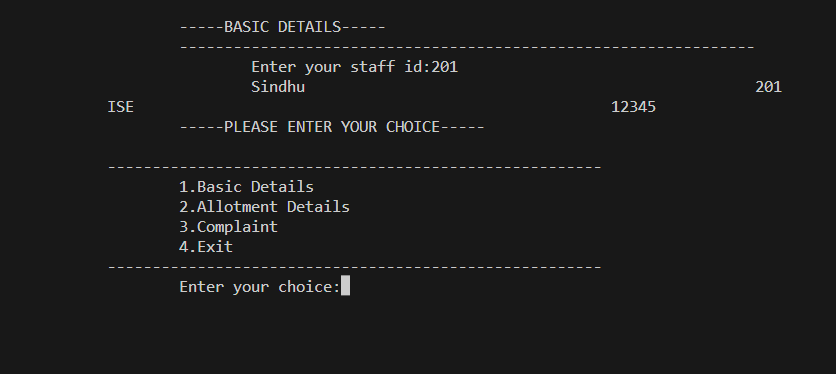 -----BASIC DETAILS-----
----------------------------------------------------------------
Enter your staff id:201
Sindhu 201
ISE 12345
-----PLEASE ENTER YOUR CHOICE-----
-------------------------------------------------------
1.Basic Details
2.Allotment Details
3.Complaint
4.Exit
-------------------------------------------------------
Enter your choice: